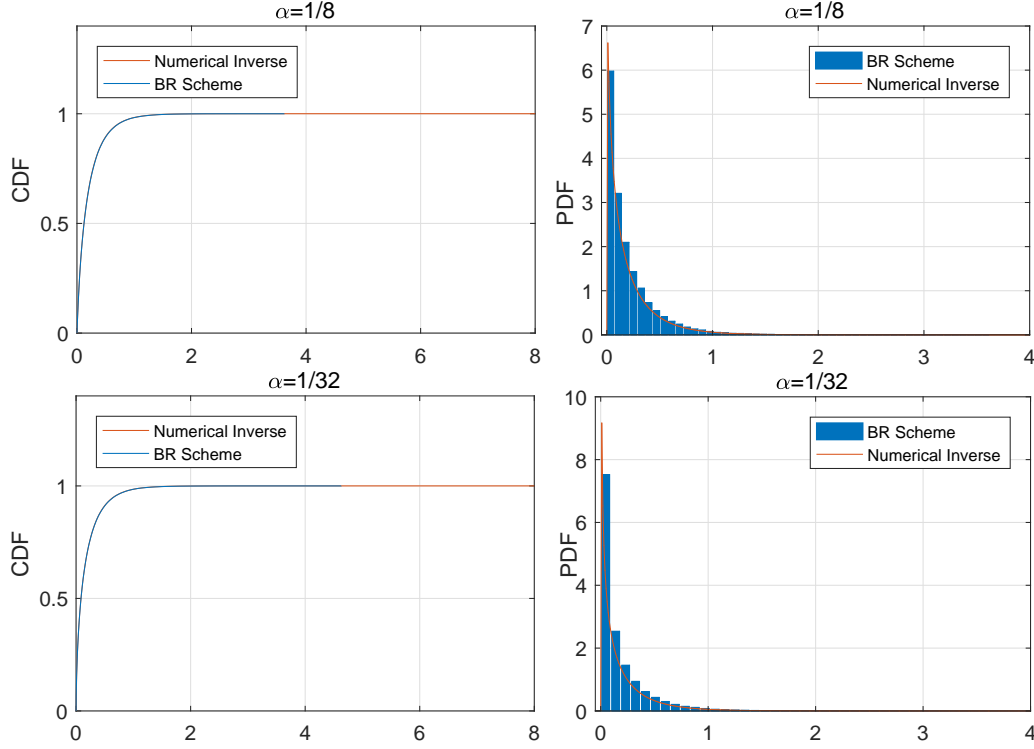 α=1/8
Numerical Inverse
BR Scheme
CDF
1
0.5
0
0 2 4 6 8
α=1/8
BR Scheme
Numerical Inverse
PDF
7
6
5
4
3
2
1
0
0 1 2 3 4
α=1/32
Numerical Inverse
BR Scheme
CDF
1
0.5
0
0 2 4 6 8
α=1/32
BR Scheme
Numerical Inverse
PDF
10
8
6
4
2
0
0 1 2 3 4